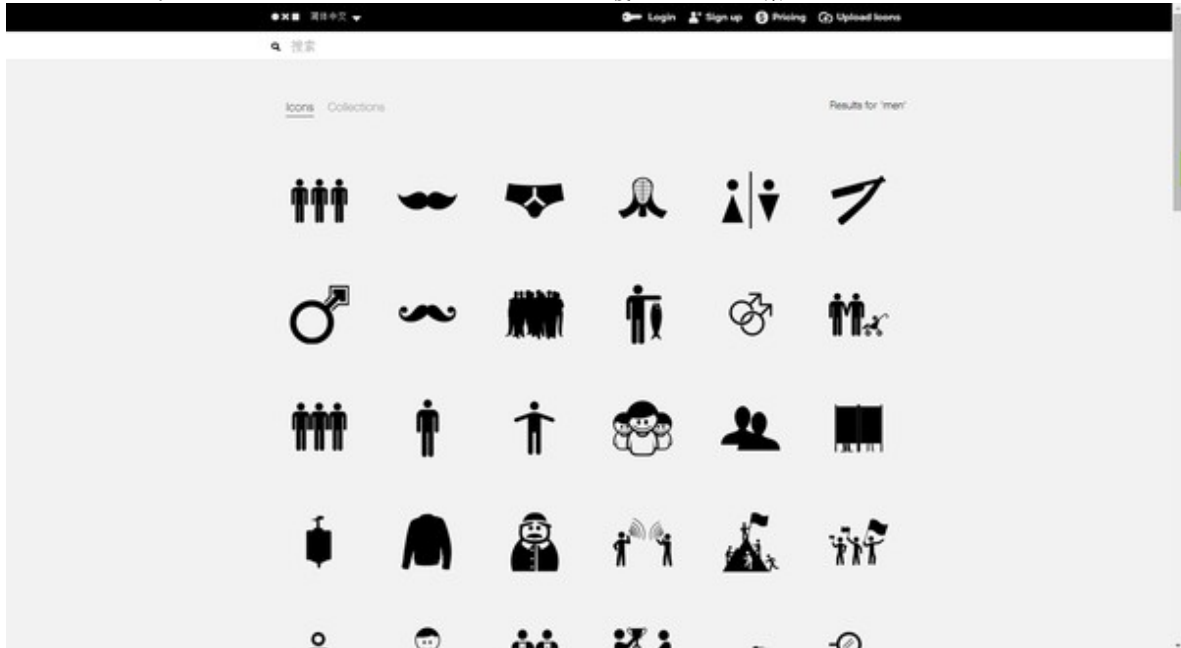 简体中文 Login Sign up Pricing Upload Icons
搜索
Icons Collections Results for 'men'